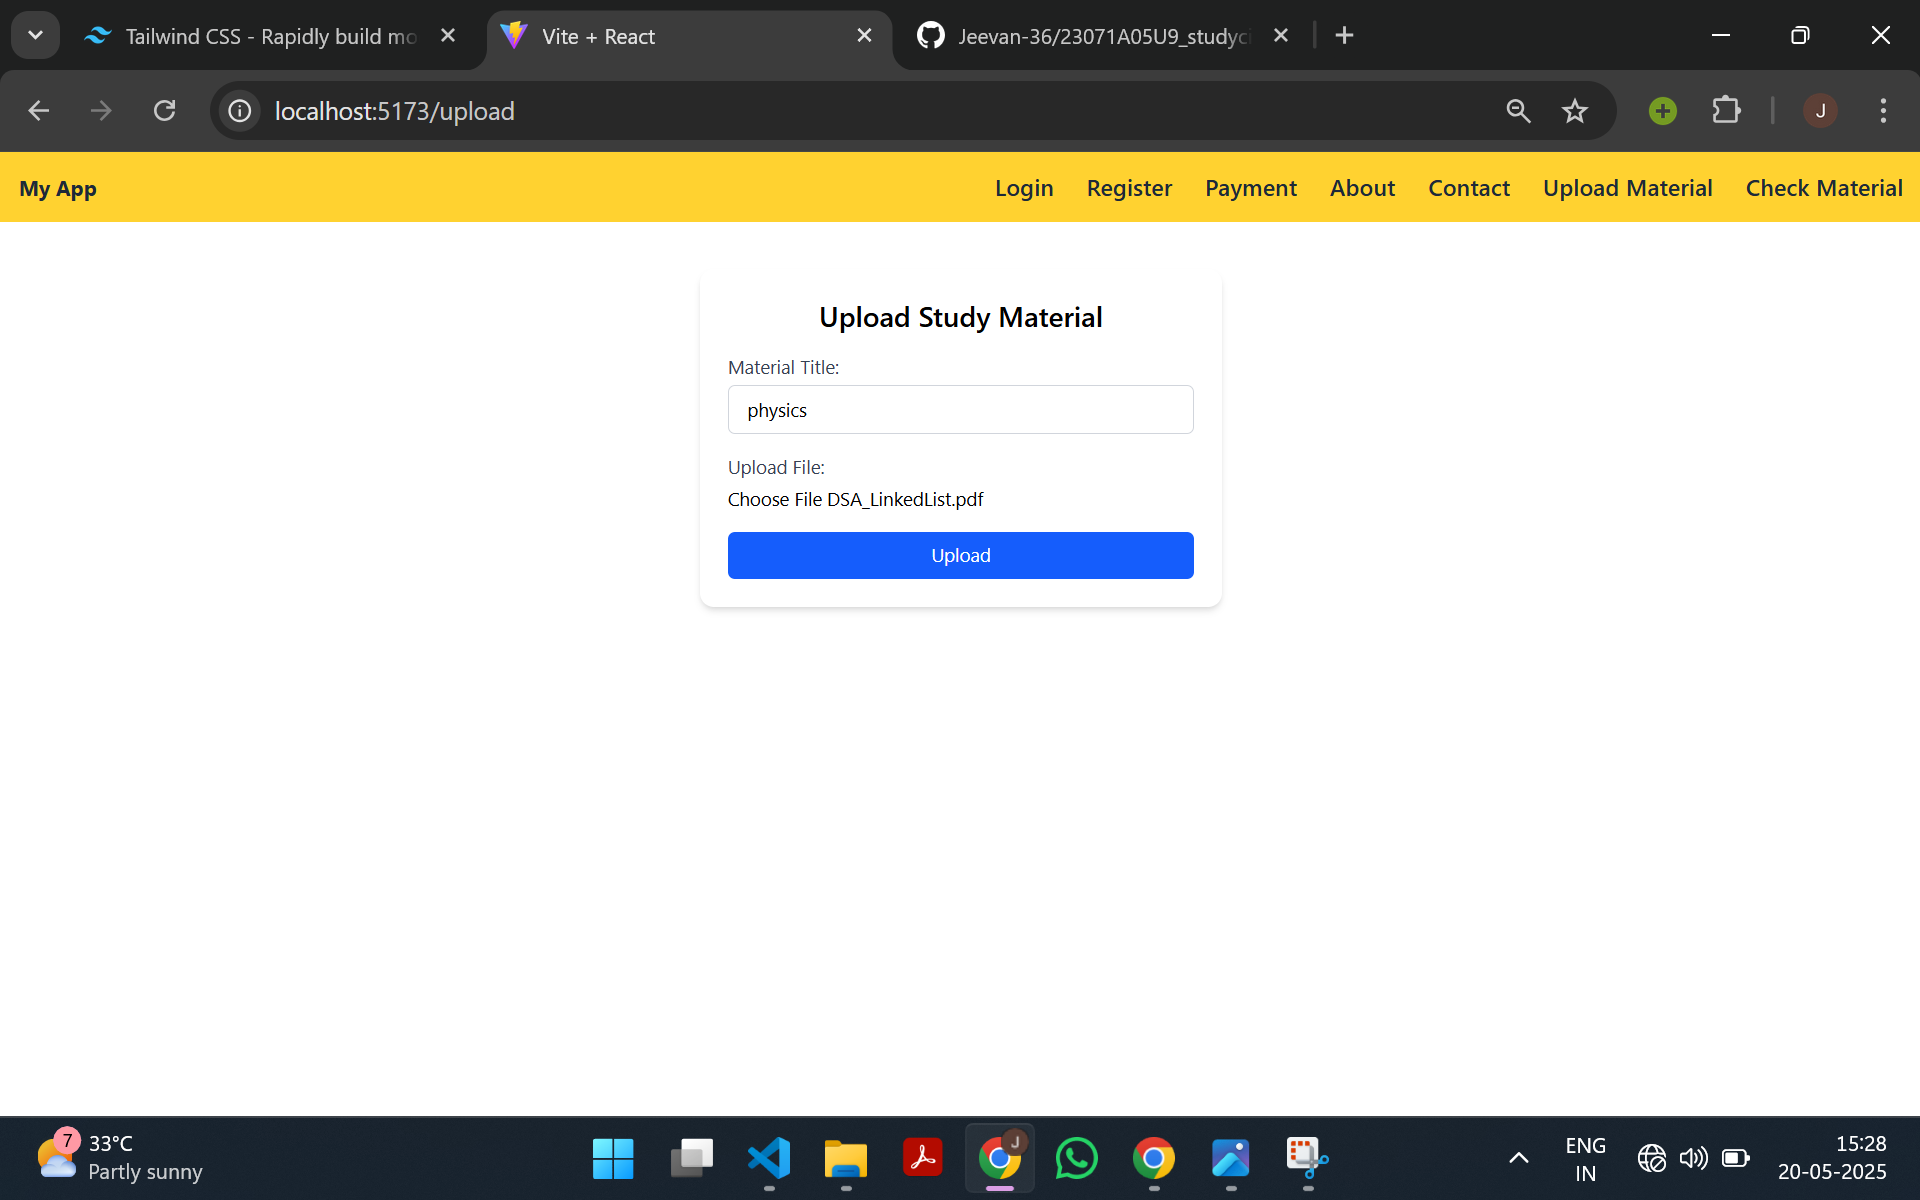 Tailwind CSS - Rapidly build mo
Vite + React
Jeevan-36/23071A05U9_studyci
localhost:5173/upload
J
My App
Login Register Payment About Contact Upload Material Check Material
Upload Study Material
Material Title:
physics
Upload File:
Choose File DSA_LinkedList.pdf
Upload
7
33°C
Partly sunny
J
ENG
IN
15:28
20-05-2025